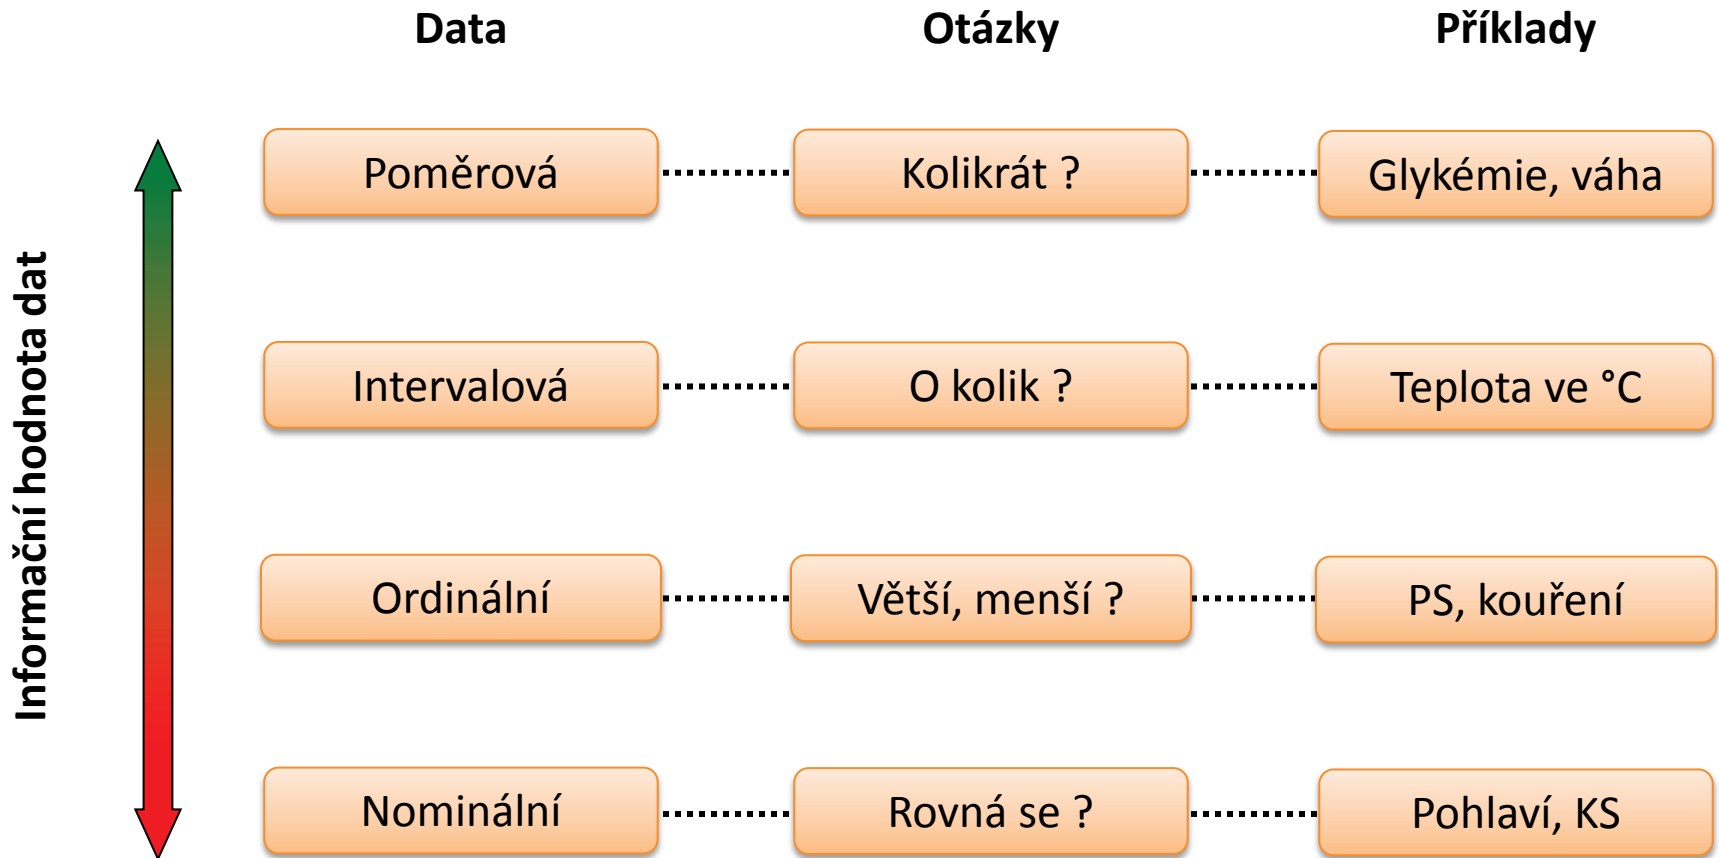 Data Otázky Příklady
Informační hodnota dat
Poměrová Kolikrát ? Glykémie, váha
Intervalová O kolik ? Teplota ve °C
Ordinální Větší, menší ? PS, kouření
Nominální Rovná se ? Pohlaví, KS